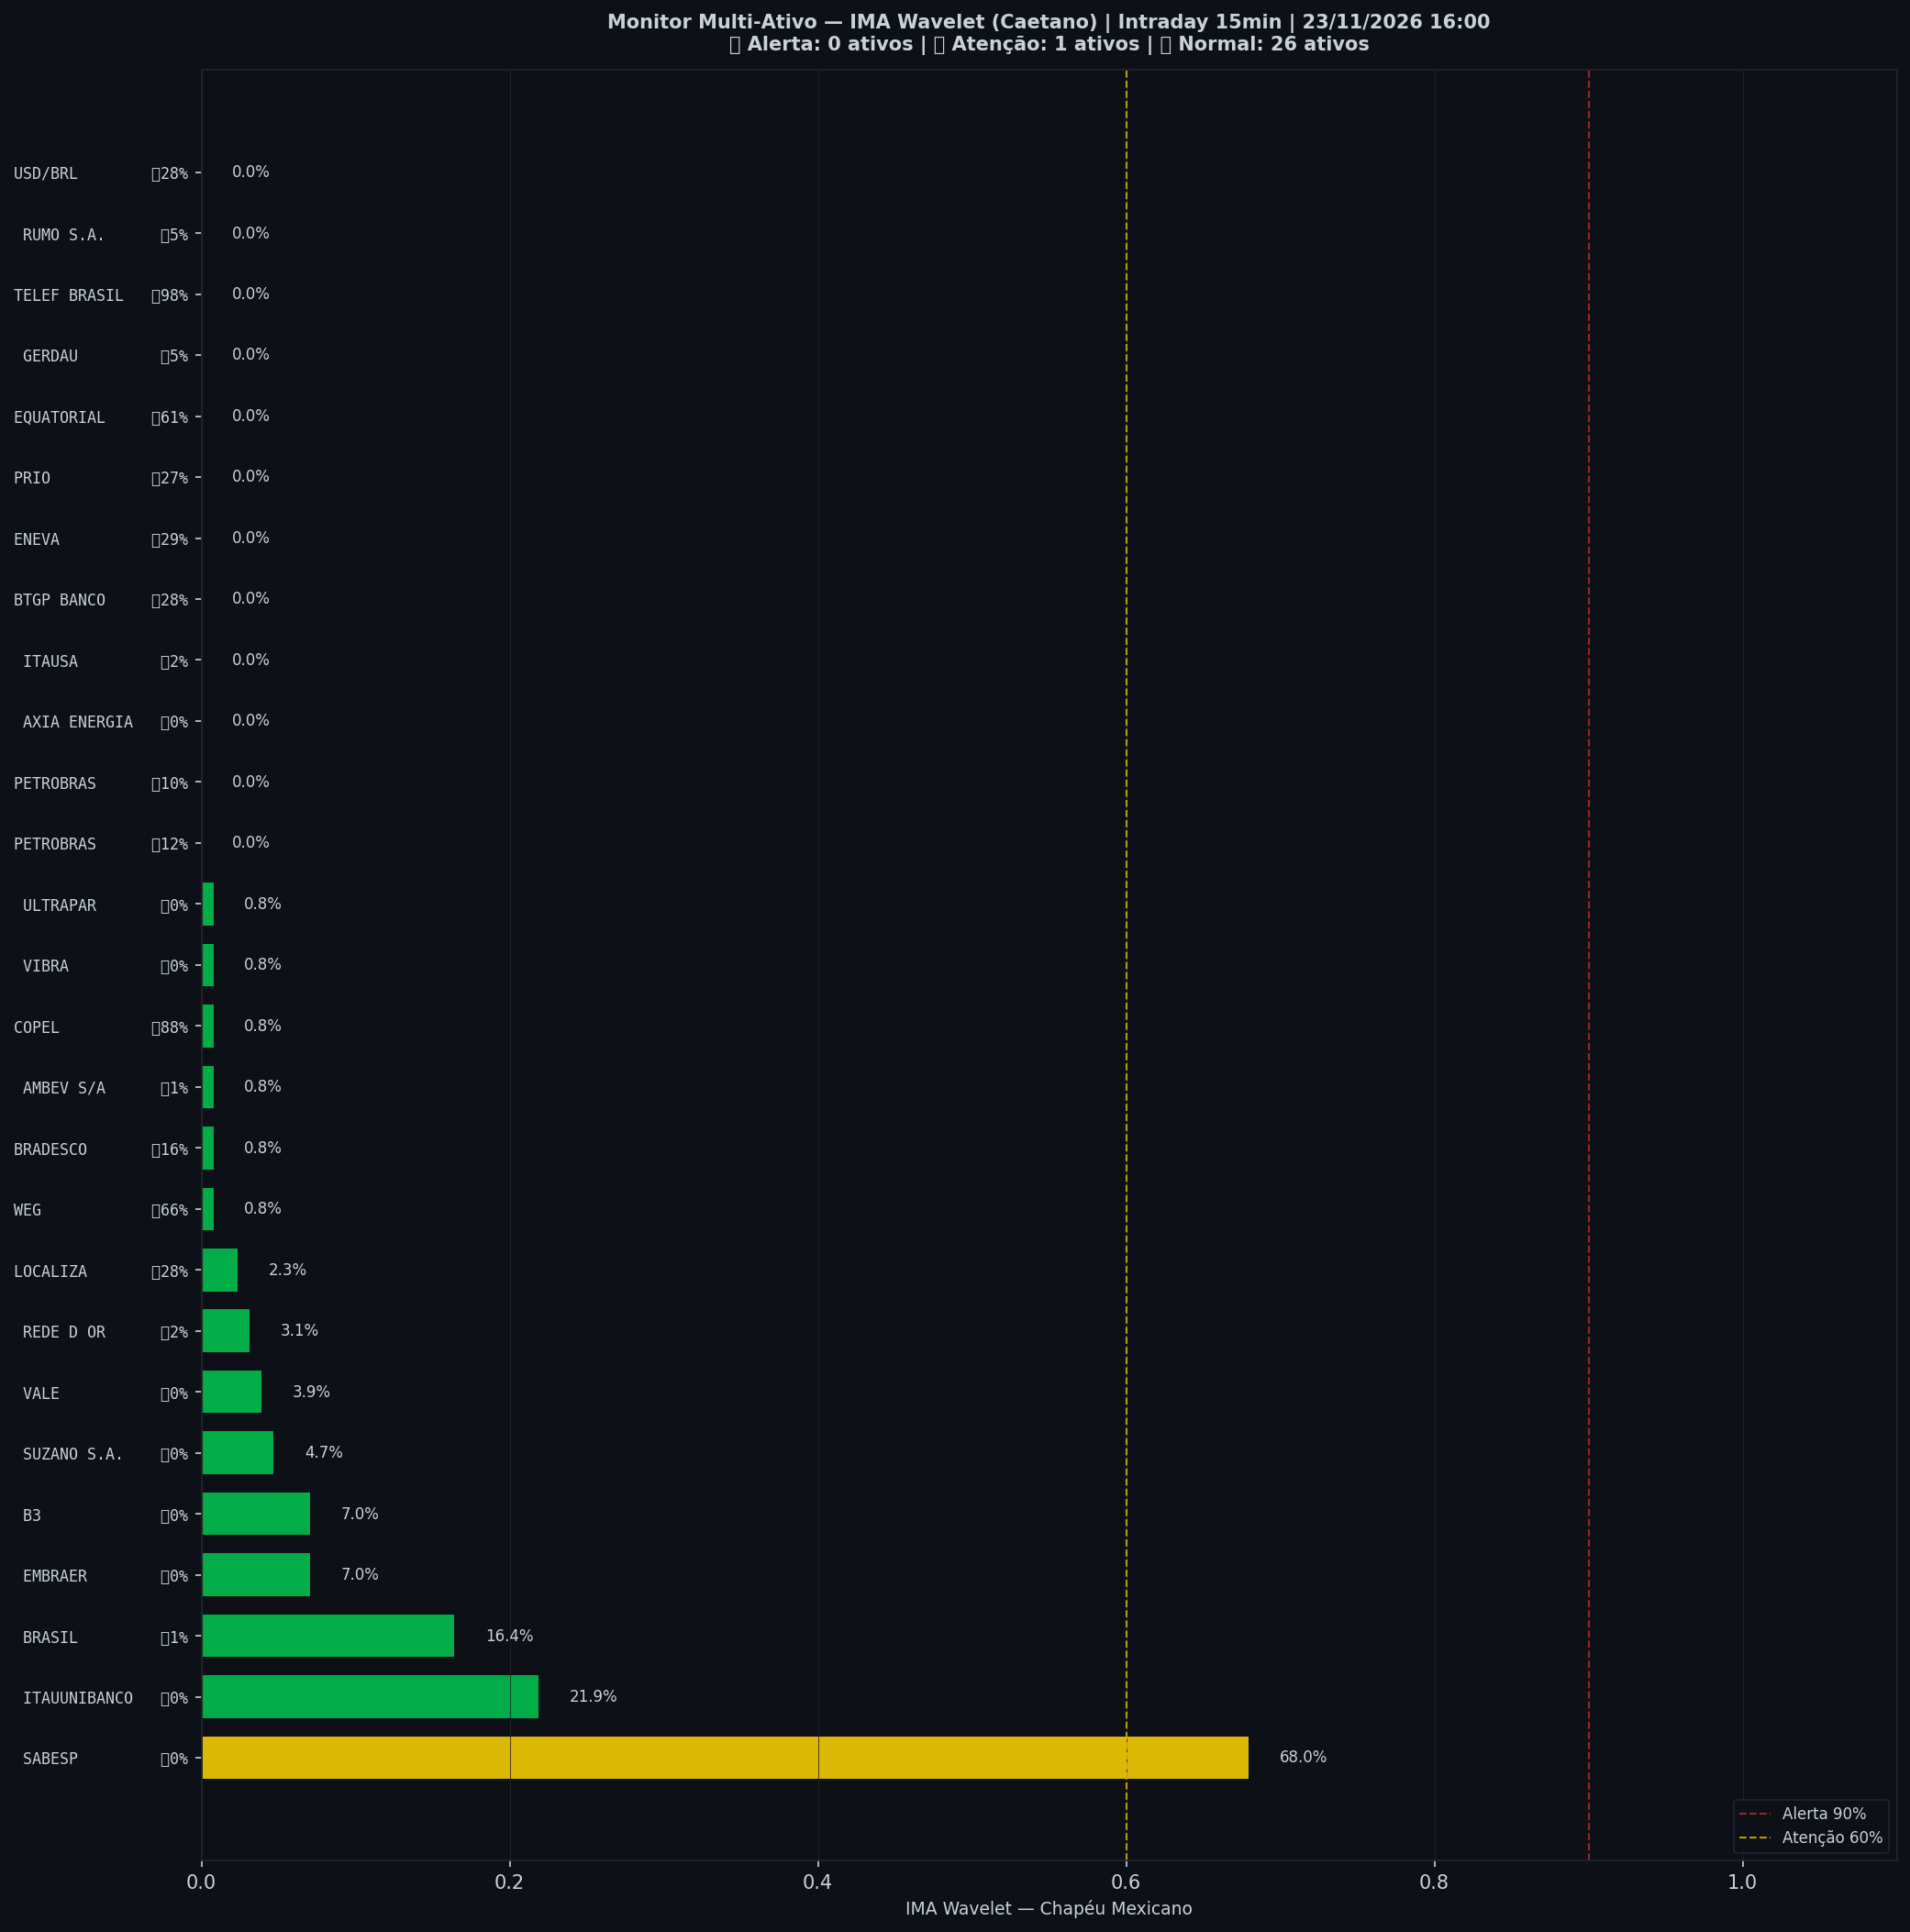 Monitor Multi-Ativo — IMA Wavelet (Caetano) | Intraday 15min | 23/11/2026 16:00
▯ Alerta: 0 ativos | ▯ Atenção: 1 ativos | ▯ Normal: 26 ativos
USD/BRL ▯28% 0.0%
RUMO S.A. ▯5% 0.0%
TELEF BRASIL ▯98% 0.0%
GERDAU ▯5% 0.0%
EQUATORIAL ▯61% 0.0%
PRIO ▯27% 0.0%
ENEVA ▯29% 0.0%
BTGP BANCO ▯28% 0.0%
ITAUSA ▯2% 0.0%
AXIA ENERGIA ▯0% 0.0%
PETROBRAS ▯10% 0.0%
PETROBRAS ▯12% 0.0%
ULTRAPAR ▯0% 0.8%
VIBRA ▯0% 0.8%
COPEL ▯88% 0.8%
AMBEV S/A ▯1% 0.8%
BRADESCO ▯16% 0.8%
WEG ▯66% 0.8%
LOCALIZA ▯28% 2.3%
REDE D OR ▯2% 3.1%
VALE ▯0% 3.9%
SUZANO S.A. ▯0% 4.7%
B3 ▯0% 7.0%
EMBRAER ▯0% 7.0%
BRASIL ▯1% 16.4%
ITAUUNIBANCO ▯0% 21.9%
SABESP ▯0% 68.0%
Alerta 90%
Atenção 60%
0.0 0.2 0.4 0.6 0.8 1.0
IMA Wavelet — Chapéu Mexicano